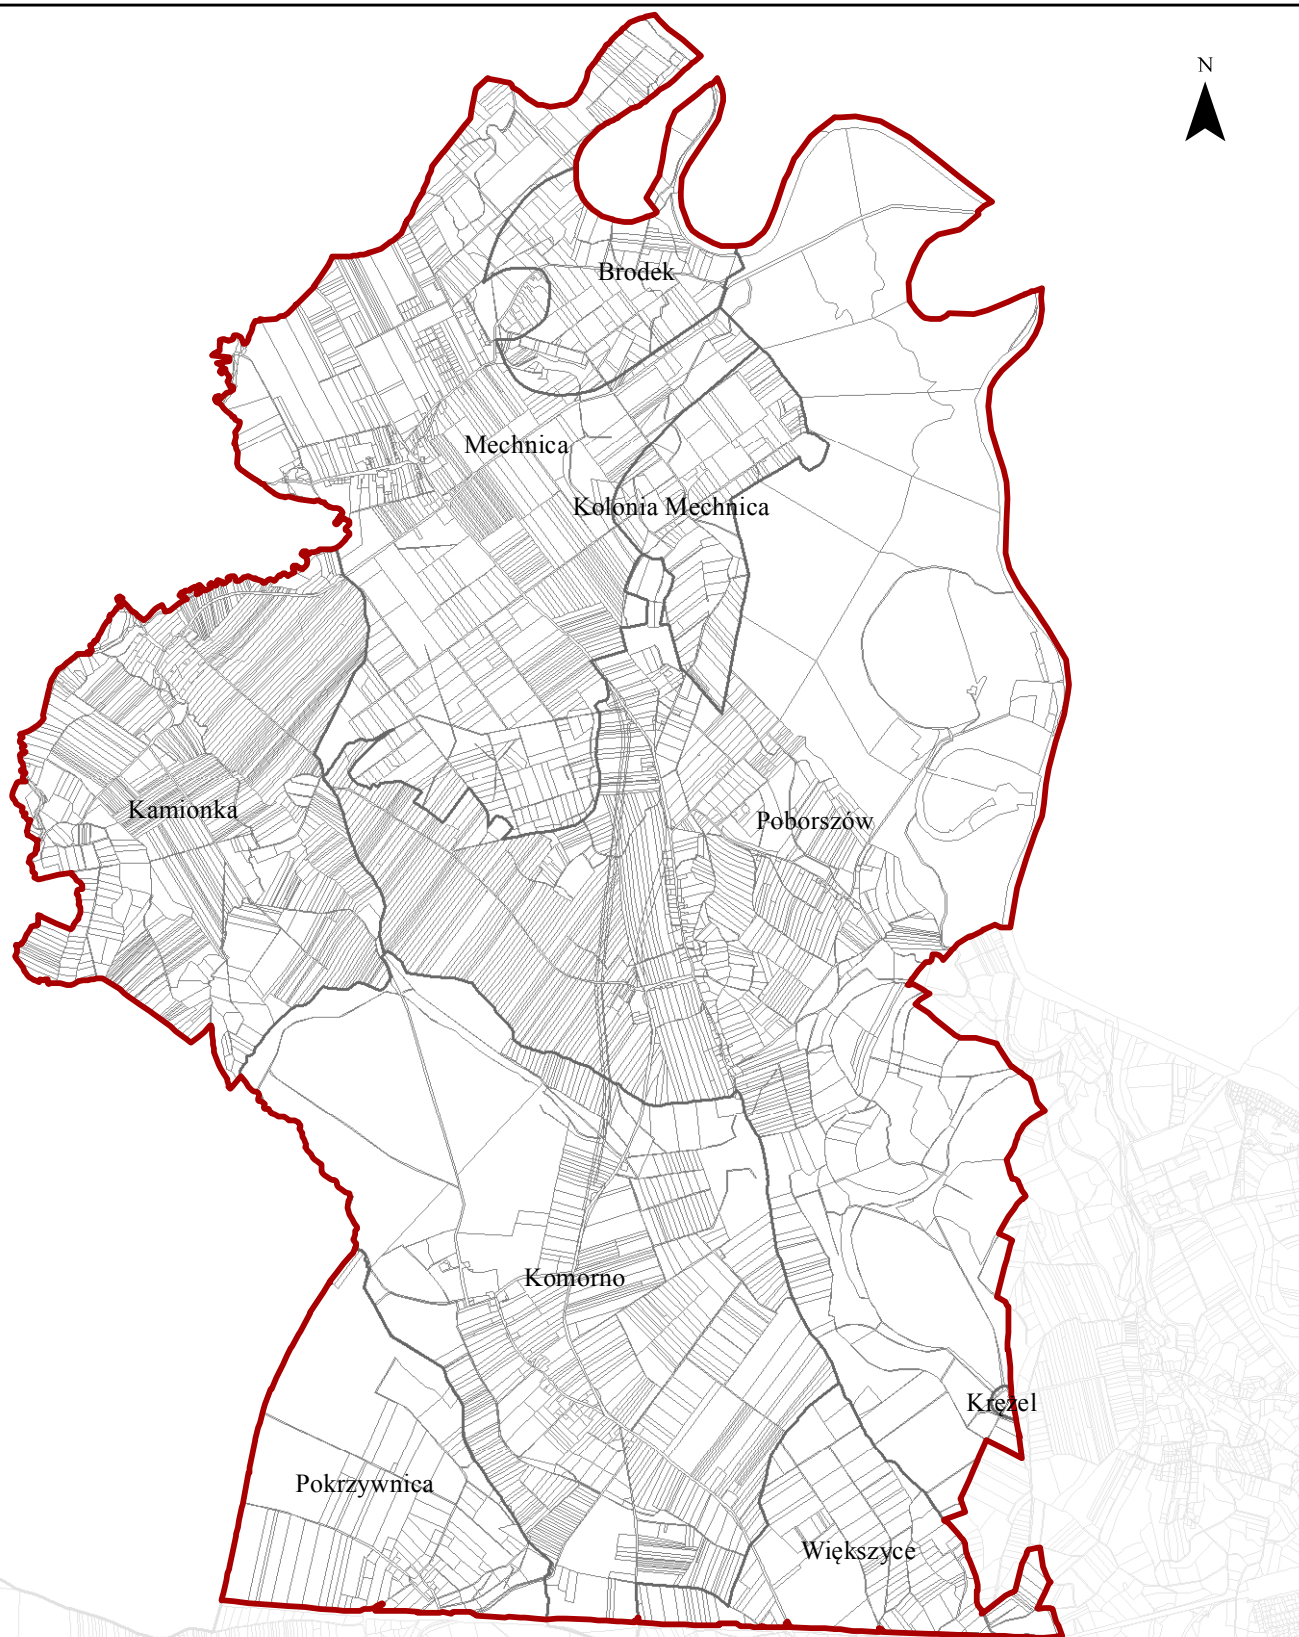 N
Brodek
Mechnica
Kolonia Mechnica
Kamionka
Poborszów
Komorno
Krężel
Pokrzywnica
Większyce